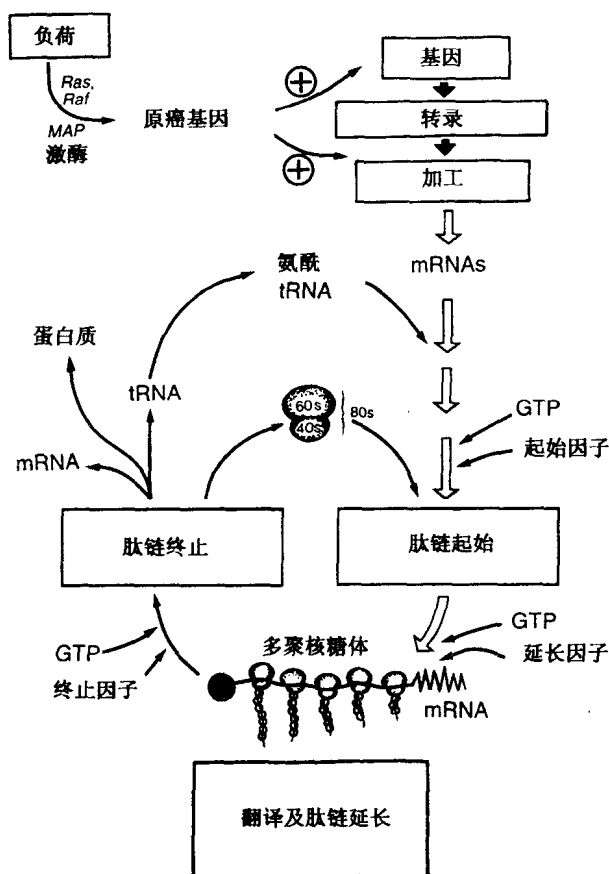 负荷
Ras,
Raf
MAP
激酶
原癌基因
基因
转录
加工
mRNAs
氨酰
tRNA
蛋白质
tRNA
mRNA
60s
40s
80s
GTP
起始因子
肽链终止
肽链起始
GTP
终止因子
多聚核糖体
GTP
延长因子
mRNA
翻译及肽链延长